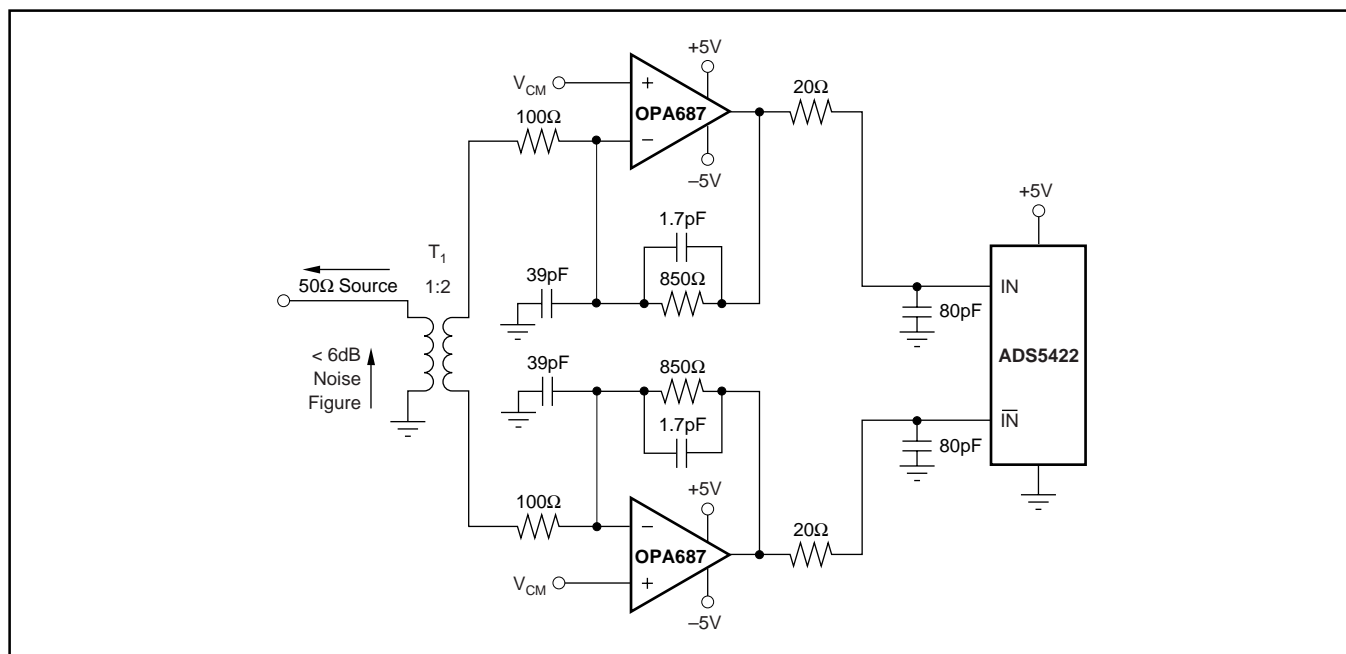 +5V
V_CM
+
OPA687
−
100Ω
20Ω
–5V
+5V
1.7pF
850Ω
39pF
T_1
1:2
50Ω Source
IN
80pF
ADS5422
< 6dB
Noise
Figure
39pF
850Ω
1.7pF
I̅N̅
80pF
100Ω
+5V
−
OPA687
20Ω
V_CM
+
–5V